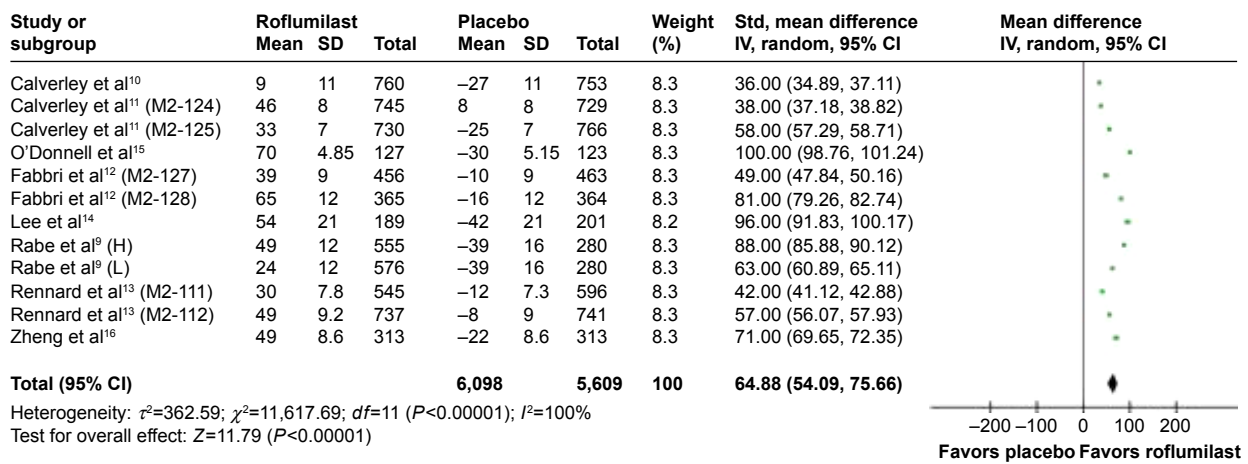 Study or Roflumilast Placebo Weight Std, mean difference Mean difference
subgroup Mean SD Total Mean SD Total (%) IV, random, 95% CI IV, random, 95% CI
Calverley et al¹⁰ 9 11 760 –27 11 753 8.3 36.00 (34.89, 37.11)
Calverley et al¹¹ (M2-124) 46 8 745 8 8 729 8.3 38.00 (37.18, 38.82)
Calverley et al¹¹ (M2-125) 33 7 730 –25 7 766 8.3 58.00 (57.29, 58.71)
O'Donnell et al¹⁵ 70 4.85 127 –30 5.15 123 8.3 100.00 (98.76, 101.24)
Fabbri et al¹² (M2-127) 39 9 456 –10 9 463 8.3 49.00 (47.84, 50.16)
Fabbri et al¹² (M2-128) 65 12 365 –16 12 364 8.3 81.00 (79.26, 82.74)
Lee et al¹⁴ 54 21 189 –42 21 201 8.2 96.00 (91.83, 100.17)
Rabe et al⁹ (H) 49 12 555 –39 16 280 8.3 88.00 (85.88, 90.12)
Rabe et al⁹ (L) 24 12 576 –39 16 280 8.3 63.00 (60.89, 65.11)
Rennard et al¹³ (M2-111) 30 7.8 545 –12 7.3 596 8.3 42.00 (41.12, 42.88)
Rennard et al¹³ (M2-112) 49 9.2 737 –8 9 741 8.3 57.00 (56.07, 57.93)
Zheng et al¹⁶ 49 8.6 313 –22 8.6 313 8.3 71.00 (69.65, 72.35)
Total (95% CI) 6,098 5,609 100 64.88 (54.09, 75.66)
Heterogeneity: τ²=362.59; χ²=11,617.69; df=11 (P<0.00001); I²=100%
Test for overall effect: Z=11.79 (P<0.00001)
–200 –100 0 100 200
Favors placebo Favors roflumilast